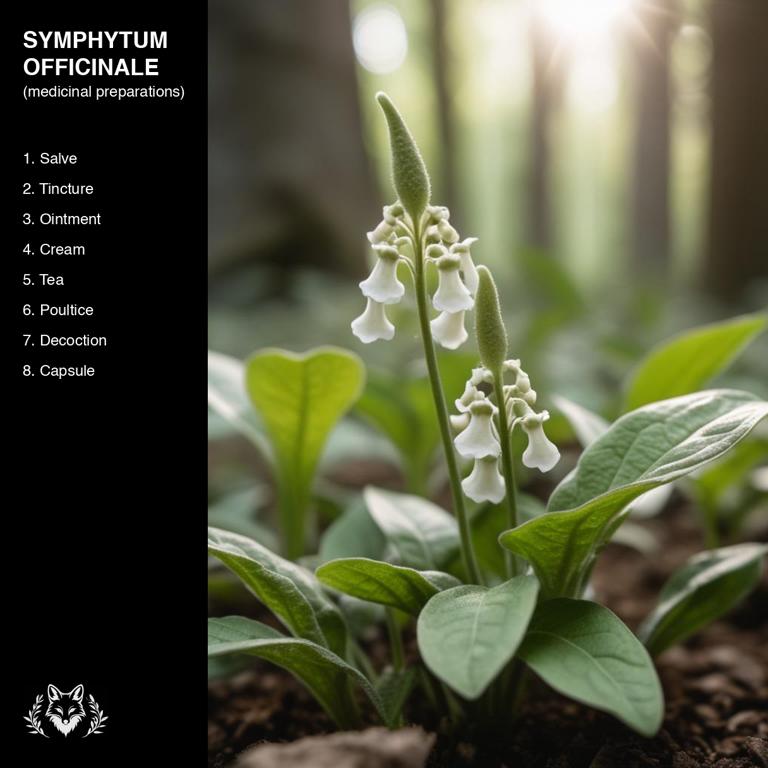 SYMPHYTUM
OFFICINALE
(medicinal preparations)
1. Salve
2. Tincture
3. Ointment
4. Cream
5. Tea
6. Poultice
7. Decoction
8. Capsule